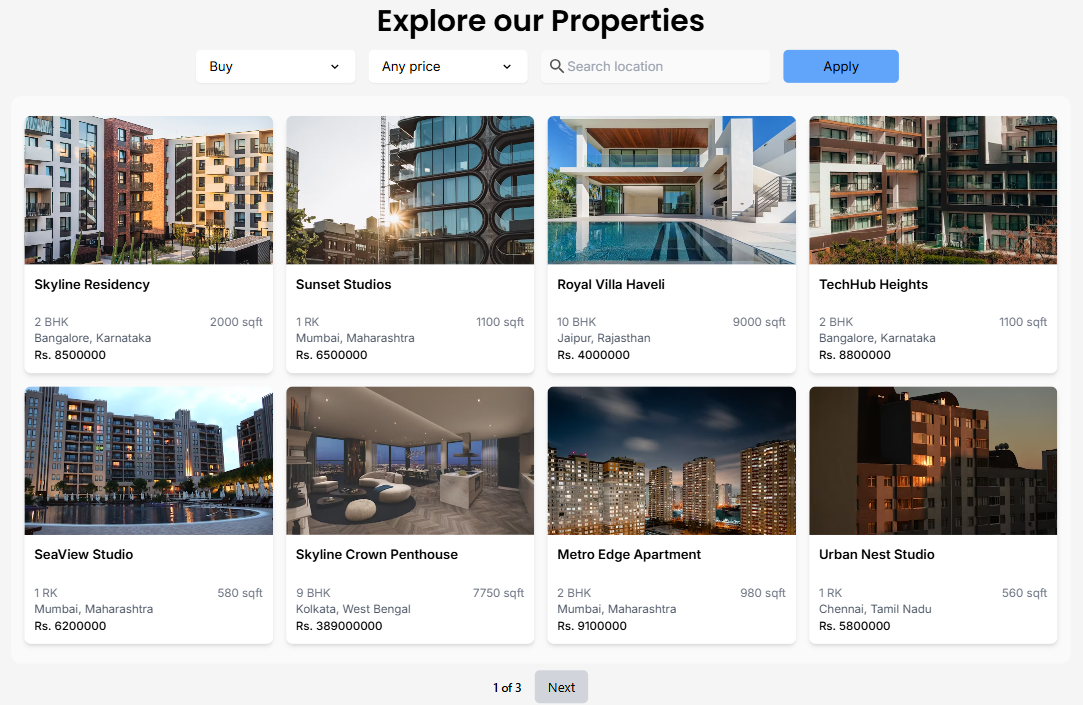 Explore our Properties
Buy
Any price
Search location
Apply
Skyline Residency
2 BHK 2000 sqft
Bangalore, Karnataka
Rs. 8500000
Sunset Studios
1 RK 1100 sqft
Mumbai, Maharashtra
Rs. 6500000
Royal Villa Haveli
10 BHK 9000 sqft
Jaipur, Rajasthan
Rs. 4000000
TechHub Heights
2 BHK 1100 sqft
Bangalore, Karnataka
Rs. 8800000
SeaView Studio
1 RK 580 sqft
Mumbai, Maharashtra
Rs. 6200000
Skyline Crown Penthouse
9 BHK 7750 sqft
Kolkata, West Bengal
Rs. 389000000
Metro Edge Apartment
2 BHK 980 sqft
Mumbai, Maharashtra
Rs. 9100000
Urban Nest Studio
1 RK 560 sqft
Chennai, Tamil Nadu
Rs. 5800000
1 of 3
Next